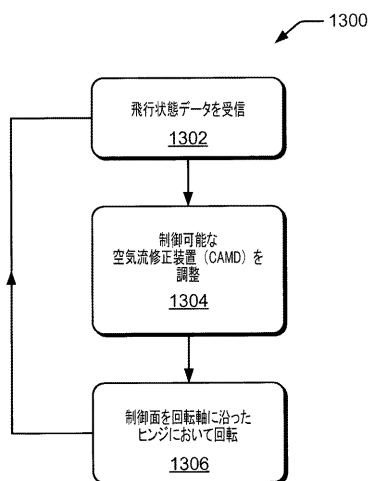 1300
飛行状態データを受信
1302
制御可能な
空気流修正装置（CAMD）を
調整
1304
制御面を回転軸に沿った
ヒンジにおいて回転
1306